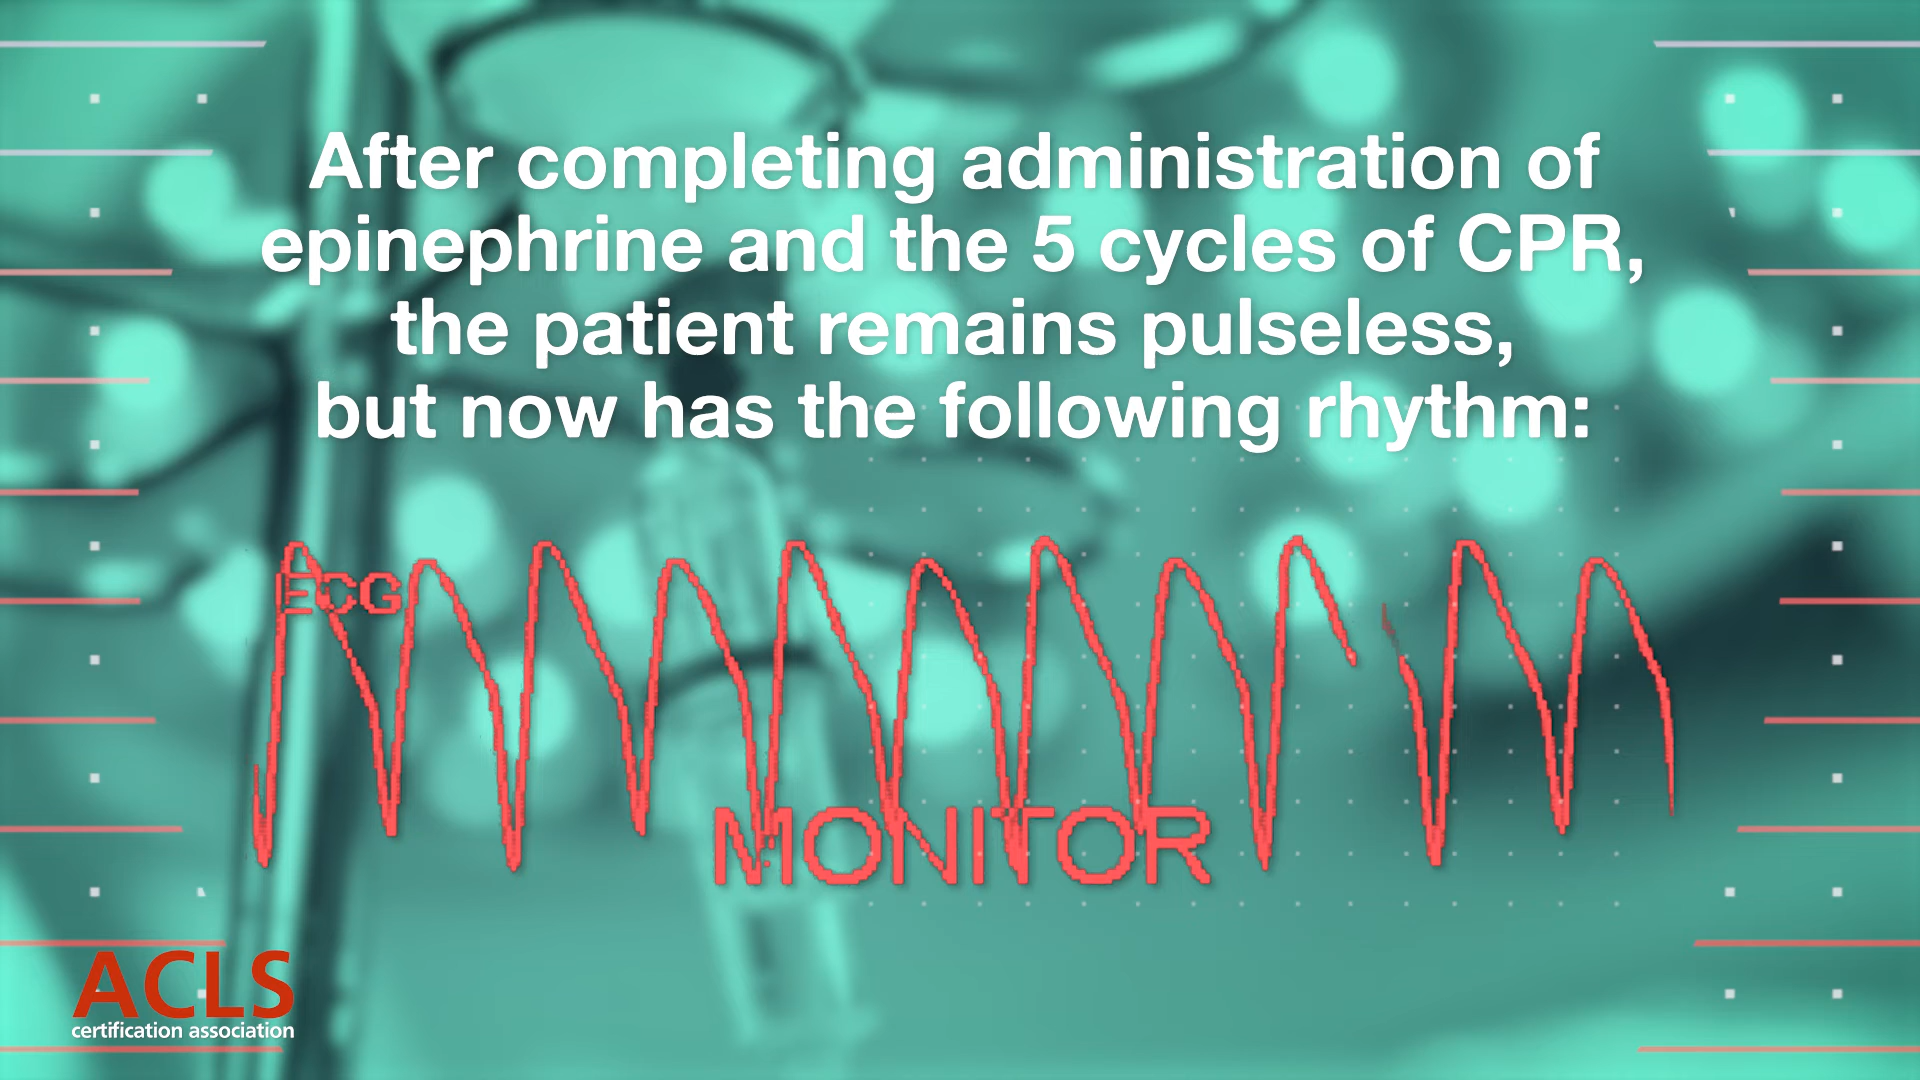 After completing administration of
epinephrine and the 5 cycles of CPR,
the patient remains pulseless,
but now has the following rhythm:
ECG
MONITOR
ACLS
certification association